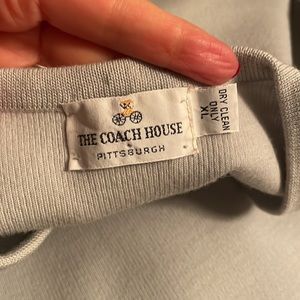 THE COACH HOUSE
PITTSBURGH
DRY CLEAN
ONLY
XL